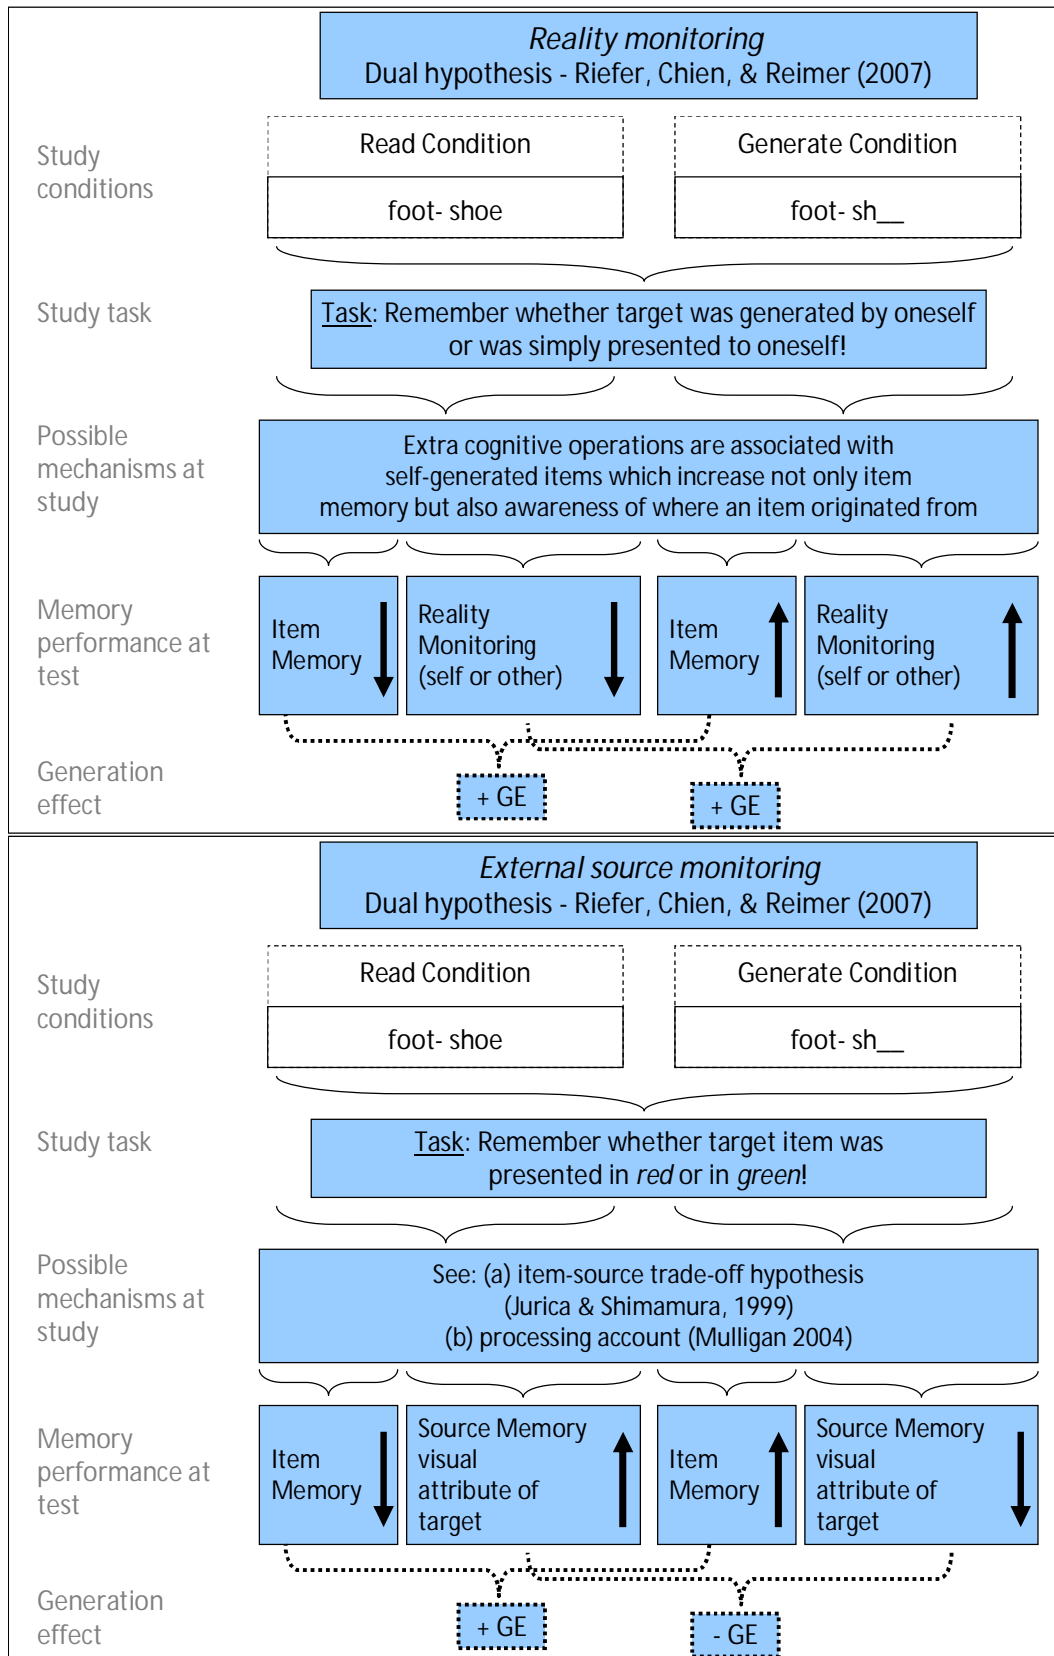 Reality monitoring
Dual hypothesis - Riefer, Chien, & Reimer (2007)
Study
conditions
Read Condition
Generate Condition
foot- shoe
foot- sh__
Study task
Task: Remember whether target was generated by oneself
or was simply presented to oneself!
Possible
mechanisms at
study
Extra cognitive operations are associated with
self-generated items which increase not only item
memory but also awareness of where an item originated from
Memory
performance at
test
Item
Memory
Reality
Monitoring
(self or other)
Item
Memory
Reality
Monitoring
(self or other)
Generation
effect
+ GE
+ GE
External source monitoring
Dual hypothesis - Riefer, Chien, & Reimer (2007)
Study
conditions
Read Condition
Generate Condition
foot- shoe
foot- sh__
Study task
Task: Remember whether target item was
presented in red or in green!
Possible
mechanisms at
study
See: (a) item-source trade-off hypothesis
(Jurica & Shimamura, 1999)
(b) processing account (Mulligan 2004)
Memory
performance at
test
Item
Memory
Source Memory
visual
attribute of
target
Item
Memory
Source Memory
visual
attribute of
target
Generation
effect
+ GE
- GE